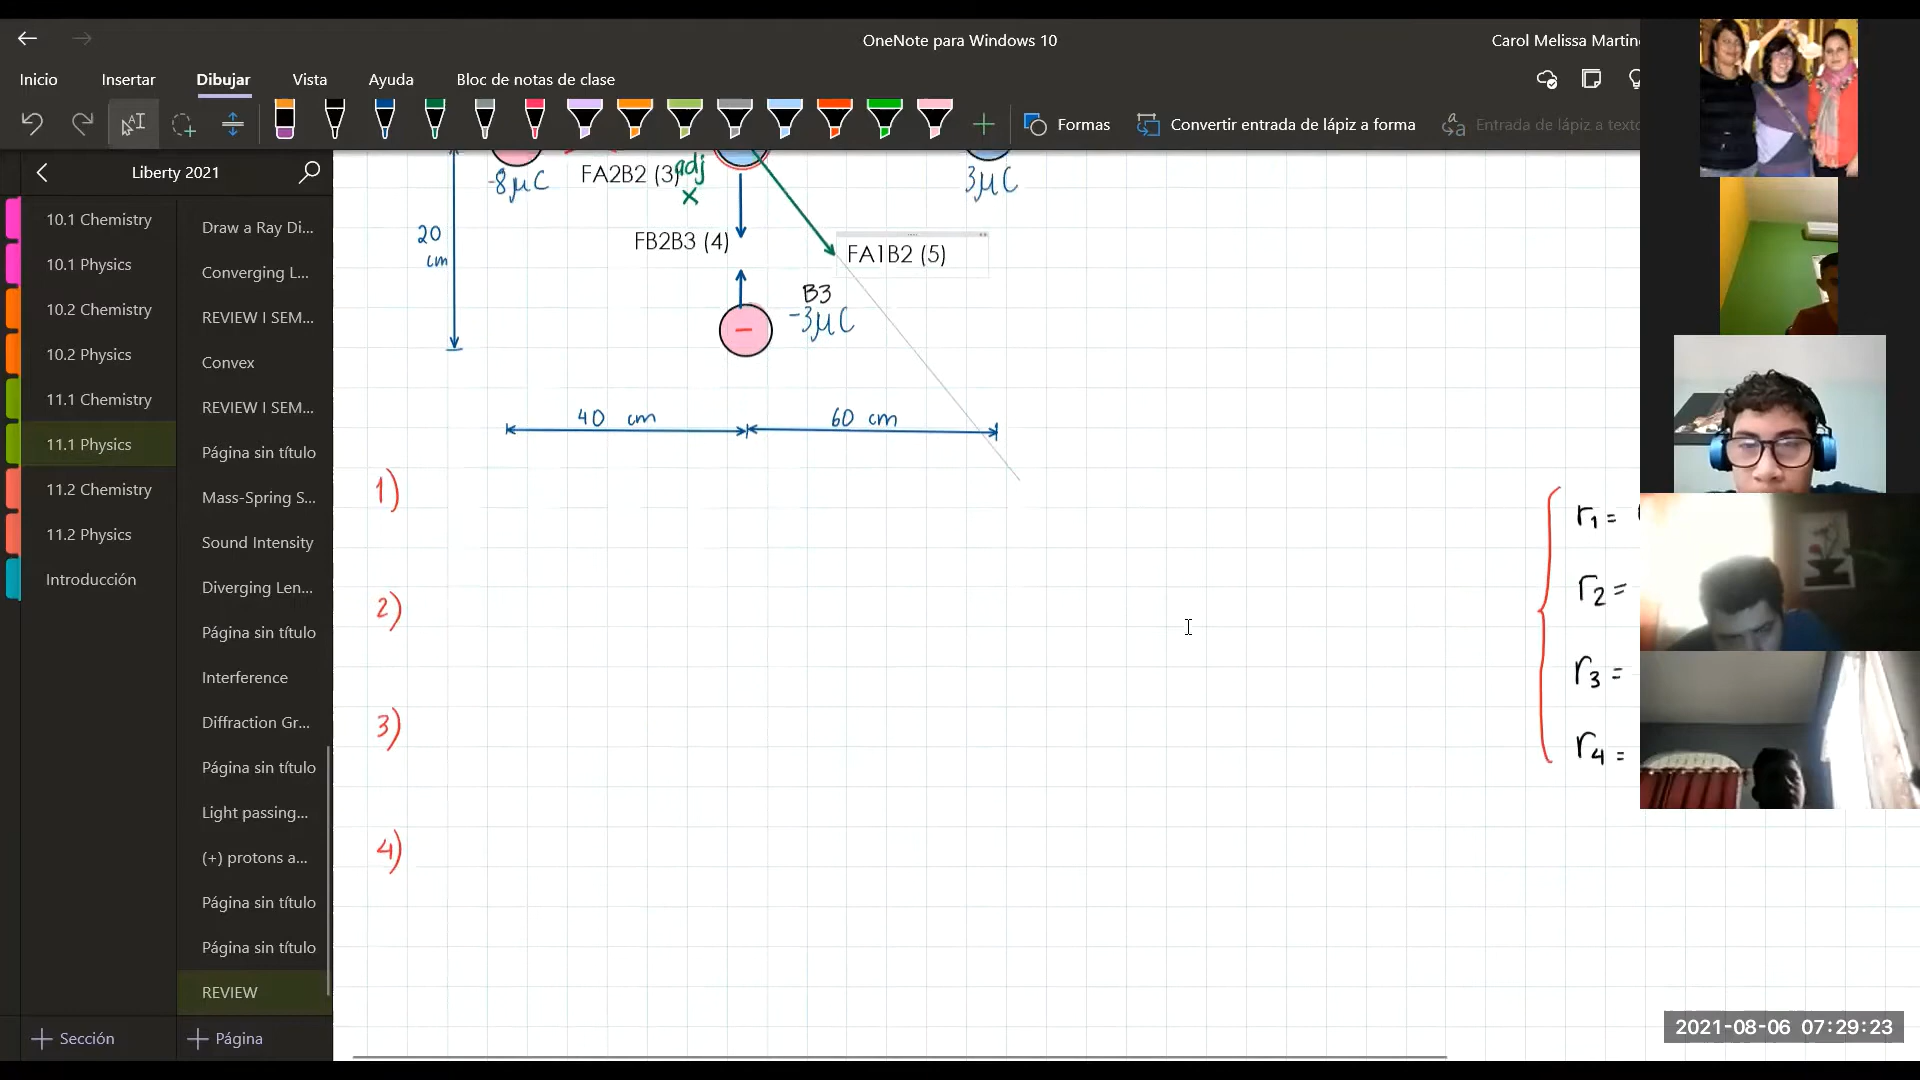 OneNote para Windows 10
Carol Melissa Martin
Inicio
Insertar
Dibujar
Vista
Ayuda
Bloc de notas de clase
Formas
Convertir entrada de lápiz a forma
Entrada de lápiz a texto
Liberty 2021
10.1 Chemistry
10.1 Physics
10.2 Chemistry
10.2 Physics
11.1 Chemistry
11.1 Physics
11.2 Chemistry
11.2 Physics
Introducción
Draw a Ray Di...
Converging L...
REVIEW I SEM...
Convex
REVIEW I SEM...
Página sin título
Mass-Spring S...
Sound Intensity
Diverging Len...
Página sin título
Interference
Diffraction Gr...
Página sin título
Light passing...
(+) protons a...
Página sin título
Página sin título
REVIEW
Sección
Página
-8μC
FA2B2 (3)
adj
x
3μC
20
cm
FB2B3 (4)
FA1B2 (5)
B3
-3μC
40 cm
60 cm
1)
2)
3)
4)
r1 =
r2 =
r3 =
r4 =
2021-08-06 07:29:23